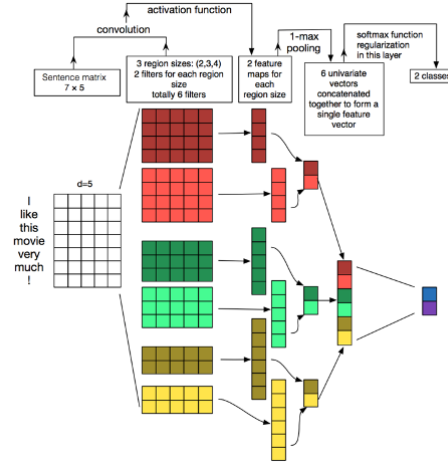 activation function
convolution
1-max
pooling
softmax function
regularization
in this layer
Sentence matrix
7 × 5
3 region sizes: (2,3,4)
2 filters for each region
size
totally 6 filters
2 feature
maps for
each
region size
6 univariate
vectors
concatenated
together to form a
single feature
vector
2 classes
d=5
I
like
this
movie
very
much
!